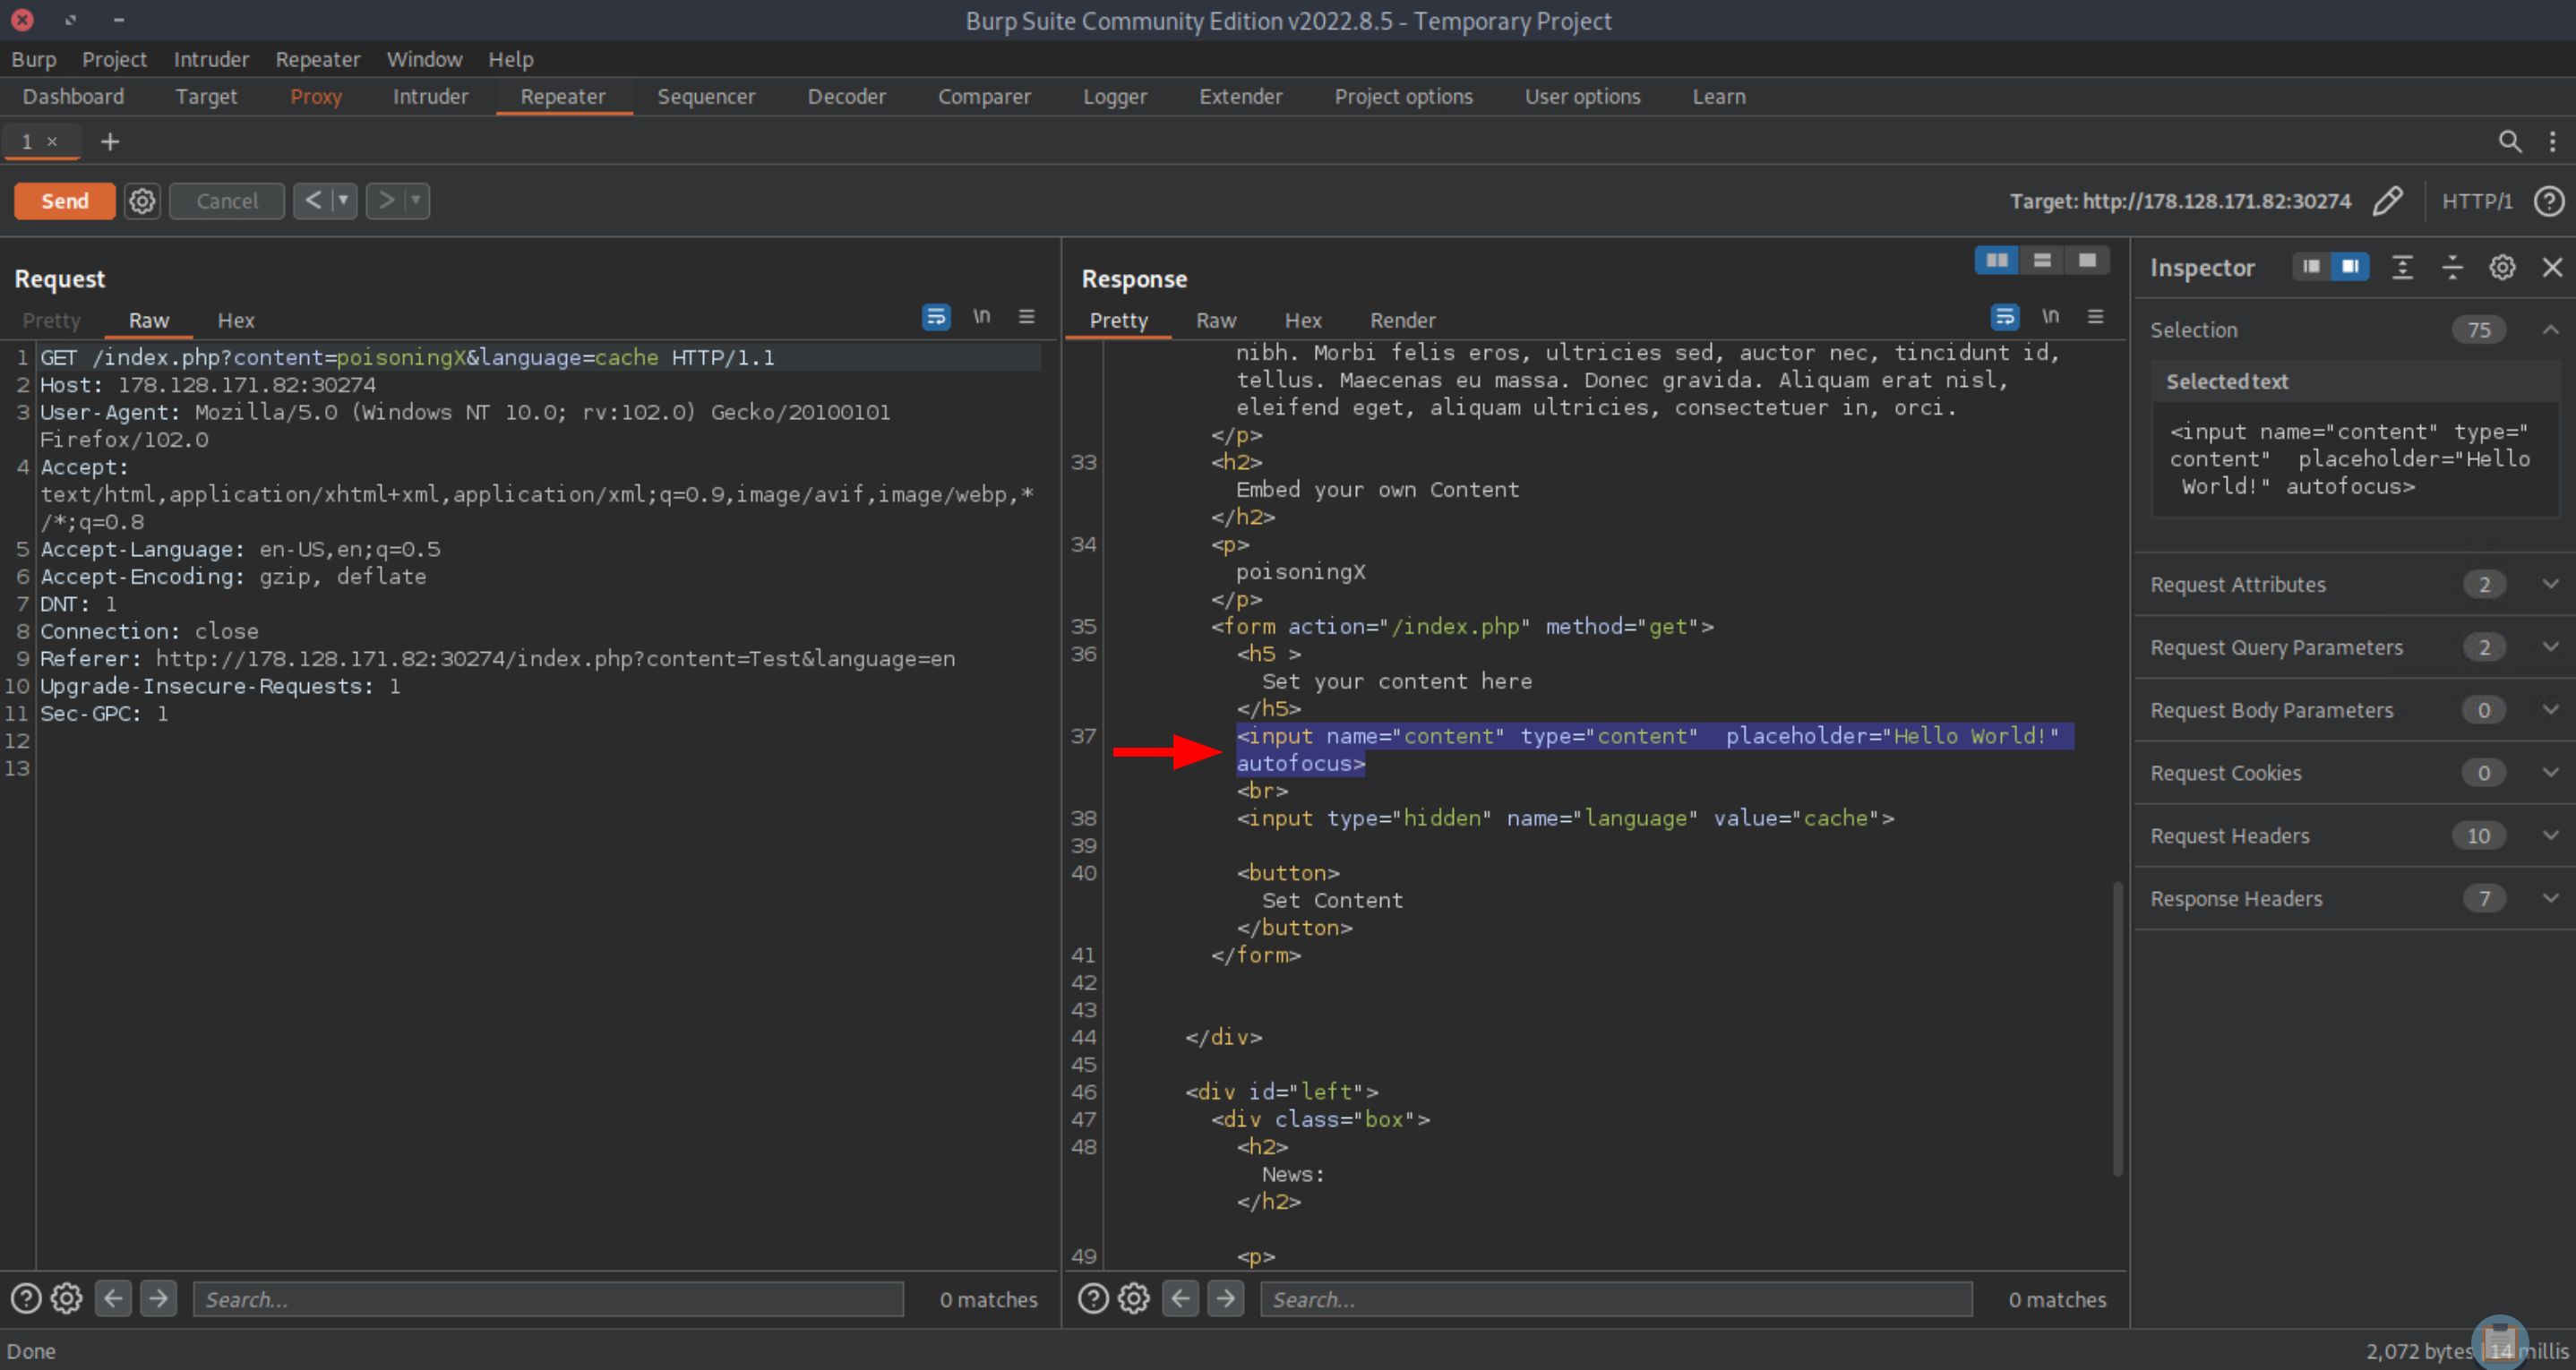 Burp Suite Community Edition v2022.8.5 - Temporary Project
Burp Project Intruder Repeater Window Help
Dashboard Target Proxy Intruder Repeater Sequencer Decoder Comparer Logger Extender Project options User options Learn
1 × +
Send Cancel < > Target: http://178.128.171.82:30274 HTTP/1 ?
Request
Pretty Raw Hex \n
1 GET /index.php?content=poisoningX&language=cache HTTP/1.1
2 Host: 178.128.171.82:30274
3 User-Agent: Mozilla/5.0 (Windows NT 10.0; rv:102.0) Gecko/20100101
Firefox/102.0
4 Accept:
text/html,application/xhtml+xml,application/xml;q=0.9,image/avif,image/webp,*
/*;q=0.8
5 Accept-Language: en-US,en;q=0.5
6 Accept-Encoding: gzip, deflate
7 DNT: 1
8 Connection: close
9 Referer: http://178.128.171.82:30274/index.php?content=Test&language=en
10 Upgrade-Insecure-Requests: 1
11 Sec-GPC: 1
12
13
Search... 0 matches
Response
Pretty Raw Hex Render \n
nibh. Morbi felis eros, ultricies sed, auctor nec, tincidunt id,
tellus. Maecenas eu massa. Donec gravida. Aliquam erat nisl,
eleifend eget, aliquam ultricies, consectetuer in, orci.
</p>
33 <h2>
Embed your own Content
</h2>
34 <p>
poisoningX
</p>
35 <form action="/index.php" method="get">
36 <h5 >
Set your content here
</h5>
37 <input name="content" type="content"  placeholder="Hello World!"
autofocus>
<br>
38 <input type="hidden" name="language" value="cache">
39
40 <button>
Set Content
</button>
41 </form>
42
43
44 </div>
45
46 <div id="left">
47 <div class="box">
48 <h2>
News:
</h2>
49 <p>
Search... 0 matches
Inspector
Selection 75
Selected text
<input name="content" type="
content"  placeholder="Hello
World!" autofocus>
Request Attributes 2
Request Query Parameters 2
Request Body Parameters 0
Request Cookies 0
Request Headers 10
Response Headers 7
Done
2,072 bytes | 14 millis